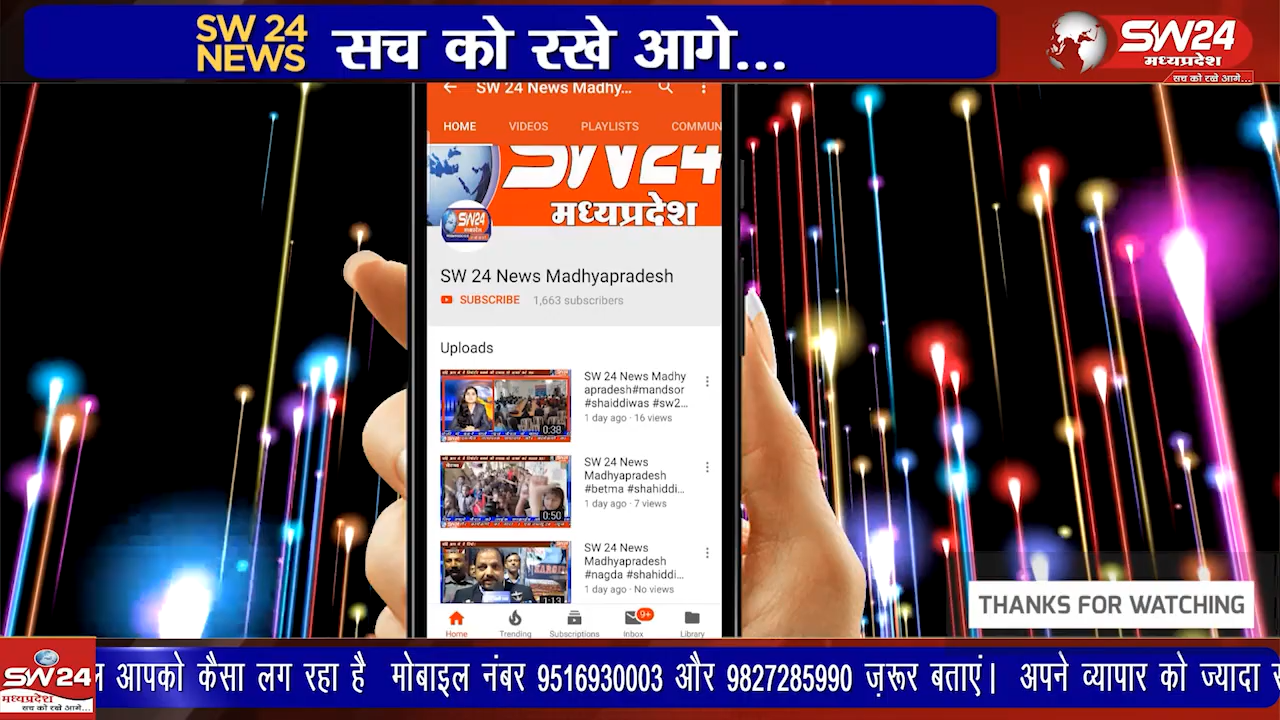 SW 24
NEWS
सच को रखे आगे...
SW24
मध्यप्रदेश
सच को रखे आगे...
SW 24 News Madhy...
HOME VIDEOS PLAYLISTS COMMUN
SW24
मध्यप्रदेश
SW24
SW 24 News Madhyapradesh
SUBSCRIBE 1,663 subscribers
Uploads
SW 24 News Madhy
apradesh#mandsor
#shaiddiwas #sw2...
1 day ago · 16 views
0:38
SW 24 News
Madhyapradesh
#betma #shahiddi...
1 day ago · 7 views
0:50
SW 24 News
Madhyapradesh
#nagda #shahiddi...
1 day ago · No views
1:13
Home Trending Subscriptions Inbox Library
9+
THANKS FOR WATCHING
SW24
मध्यप्रदेश
सच को रखे आगे...
आपको कैसा लग रहा है मोबाइल नंबर 9516930003 और 9827285990 ज़रूर बताएं। अपने व्यापार को ज्यादा